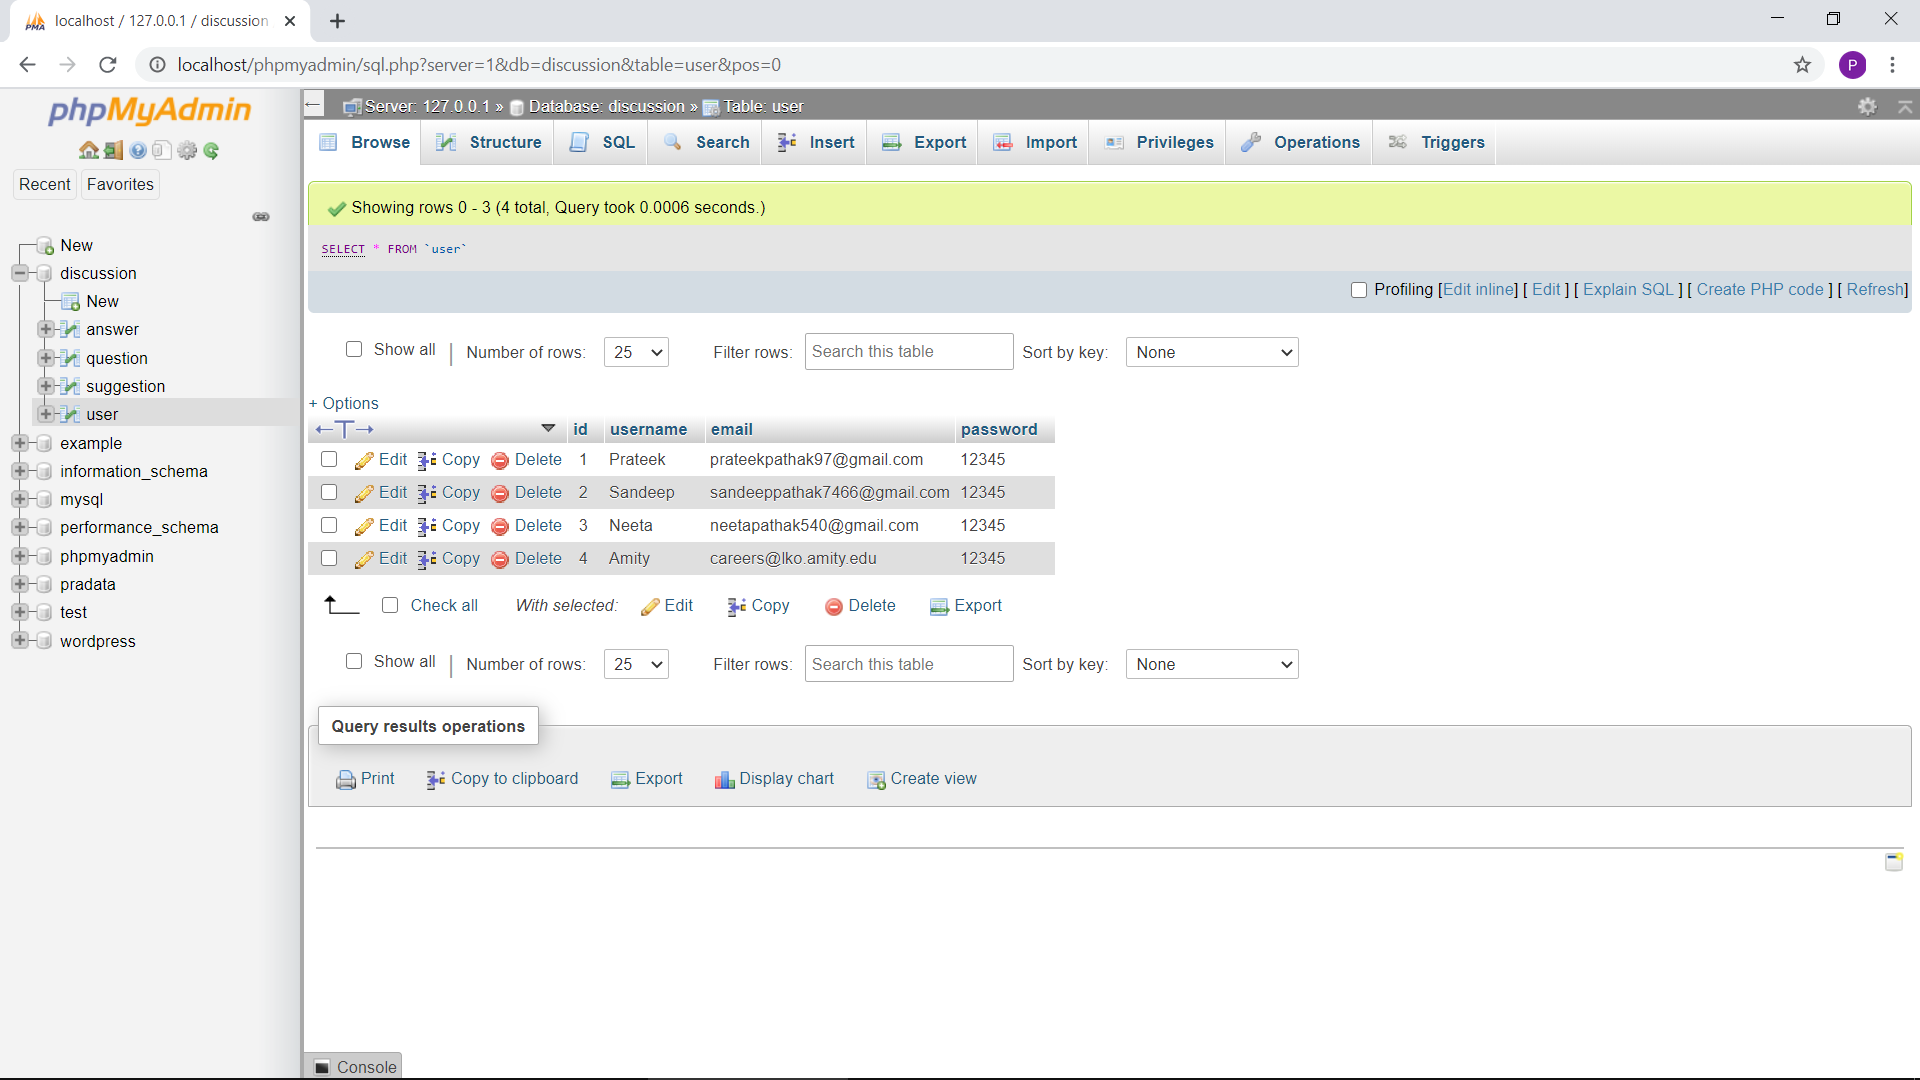 localhost / 127.0.0.1 / discussion
localhost/phpmyadmin/sql.php?server=1&db=discussion&table=user&pos=0
P
phpMyAdmin
Recent Favorites
New
discussion
New
answer
question
suggestion
user
example
information_schema
mysql
performance_schema
phpmyadmin
pradata
test
wordpress
Server: 127.0.0.1 » Database: discussion » Table: user
Browse Structure SQL Search Insert Export Import Privileges Operations Triggers
Showing rows 0 - 3 (4 total, Query took 0.0006 seconds.)
SELECT * FROM `user`
Profiling [Edit inline] [ Edit ] [ Explain SQL ] [ Create PHP code ] [ Refresh]
Show all | Number of rows: 25 Filter rows: Search this table Sort by key: None
+ Options
←T→ id username email password
Edit Copy Delete 1 Prateek prateekpathak97@gmail.com 12345
Edit Copy Delete 2 Sandeep sandeeppathak7466@gmail.com 12345
Edit Copy Delete 3 Neeta neetapathak540@gmail.com 12345
Edit Copy Delete 4 Amity careers@lko.amity.edu 12345
Check all With selected: Edit Copy Delete Export
Show all | Number of rows: 25 Filter rows: Search this table Sort by key: None
Query results operations
Print Copy to clipboard Export Display chart Create view
Console